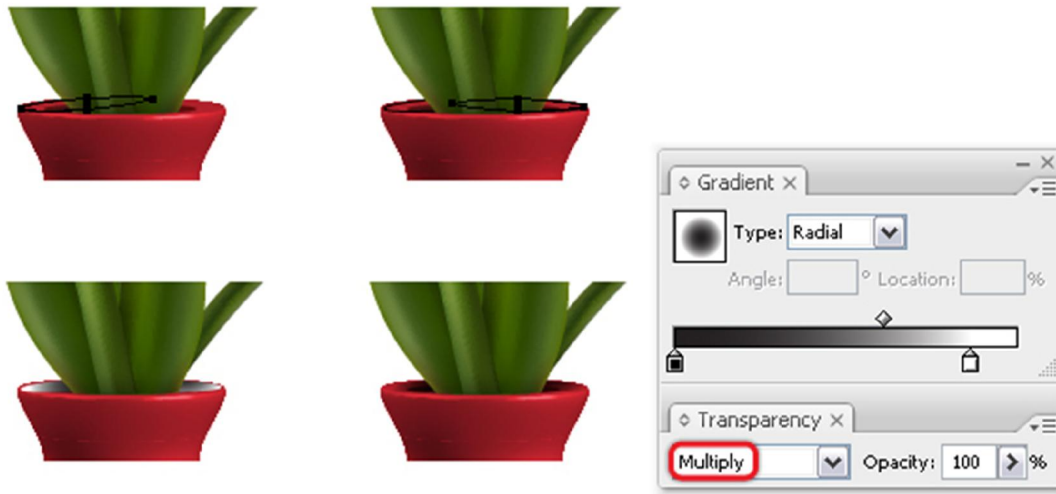 Gradient
Type: Radial
Angle: ° Location: %
Transparency
Multiply Opacity: 100 %